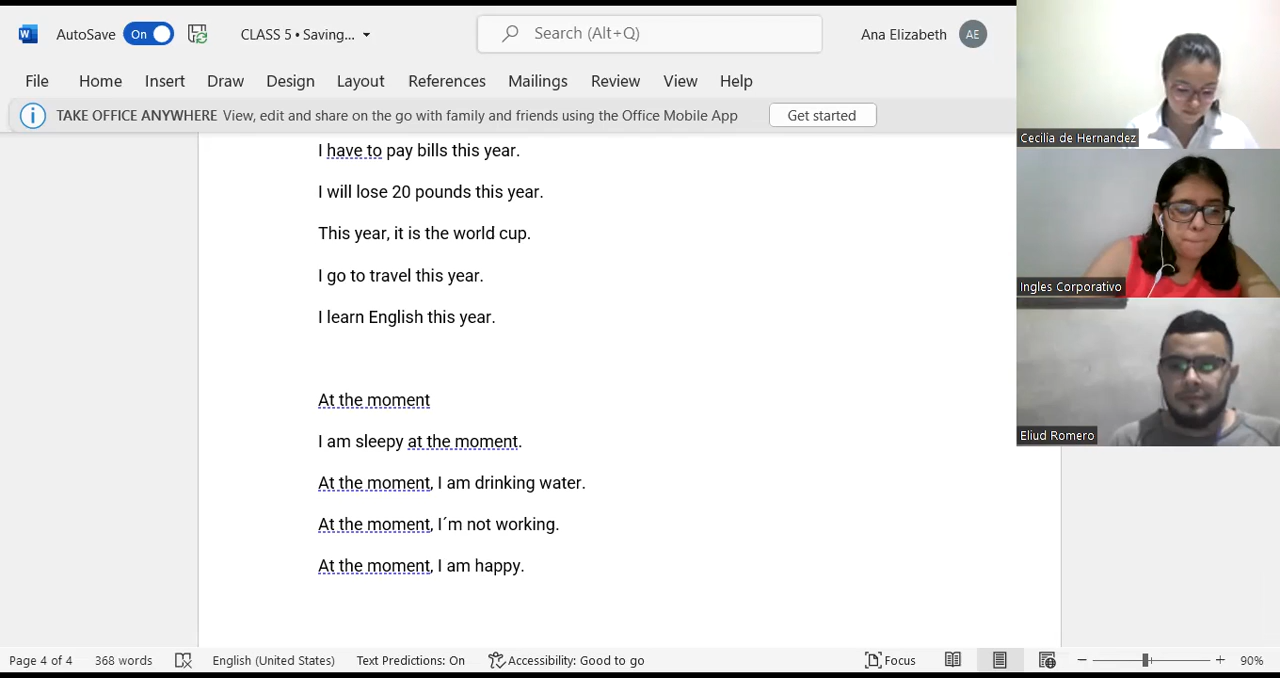 AutoSave On CLASS 5 • Saving... Search (Alt+Q) Ana Elizabeth AE
File Home Insert Draw Design Layout References Mailings Review View Help
TAKE OFFICE ANYWHERE View, edit and share on the go with family and friends using the Office Mobile App Get started
I have to pay bills this year.
I will lose 20 pounds this year.
This year, it is the world cup.
I go to travel this year.
I learn English this year.
At the moment
I am sleepy at the moment.
At the moment, I am drinking water.
At the moment, I´m not working.
At the moment, I am happy.
Cecilia de Hernandez
Ingles Corporativo
Eliud Romero
Page 4 of 4 368 words English (United States) Text Predictions: On Accessibility: Good to go Focus 90%